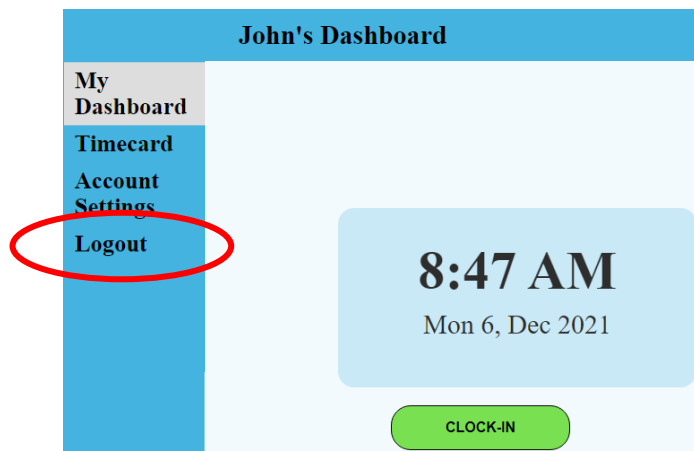 John's Dashboard
My
Dashboard
Timecard
Account
Settings
Logout
8:47 AM
Mon 6, Dec 2021
CLOCK-IN